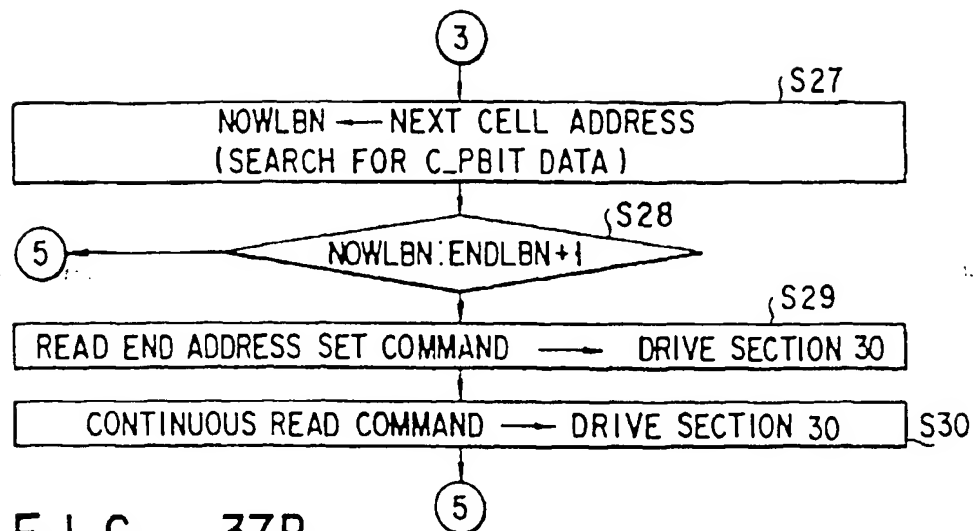 3
S27
NOWLBN ← NEXT CELL ADDRESS
(SEARCH FOR C_PBIT DATA)
S28
5
NOWLBN:ENDLBN+1
S29
READ END ADDRESS SET COMMAND → DRIVE SECTION 30
CONTINUOUS READ COMMAND → DRIVE SECTION 30
S30
5